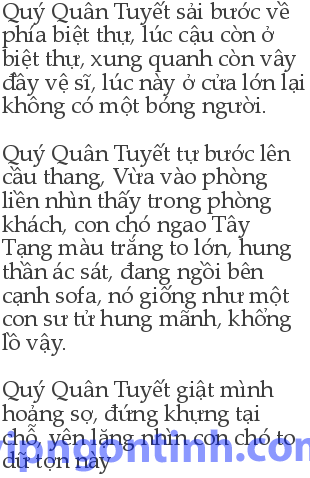 Quý Quân Tuyết sải bước về
phía biệt thự, lúc cậu còn ở
biệt thự, xung quanh còn vây
đầy vệ sĩ, lúc này ở cửa lớn lại
không có một bóng người.
Quý Quân Tuyết tự bước lên
cầu thang, Vừa vào phòng
liền nhìn thấy trong phòng
khách, con chó ngao Tây
Tạng màu trắng to lớn, hung
thần ác sát, đang ngồi bên
cạnh sofa, nó giống như một
con sư tử hung mãnh, khổng
lồ vậy.
Quý Quân Tuyết giật mình
hoảng sợ, đứng khựng tại
chỗ, yên lặng nhìn con chó to
dữ tợn này
vipngontinh.com